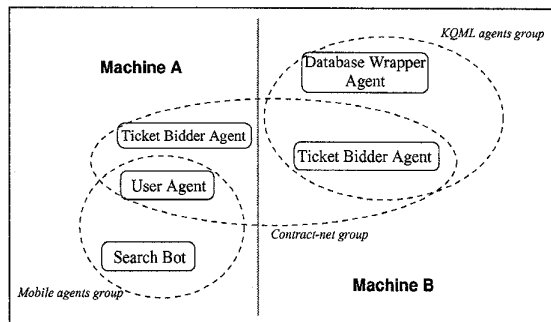 KQML agents group
Machine A
Database Wrapper
Agent
Ticket Bidder Agent
Ticket Bidder Agent
User Agent
Contract-net group
Search Bot
Machine B
Mobile agents group